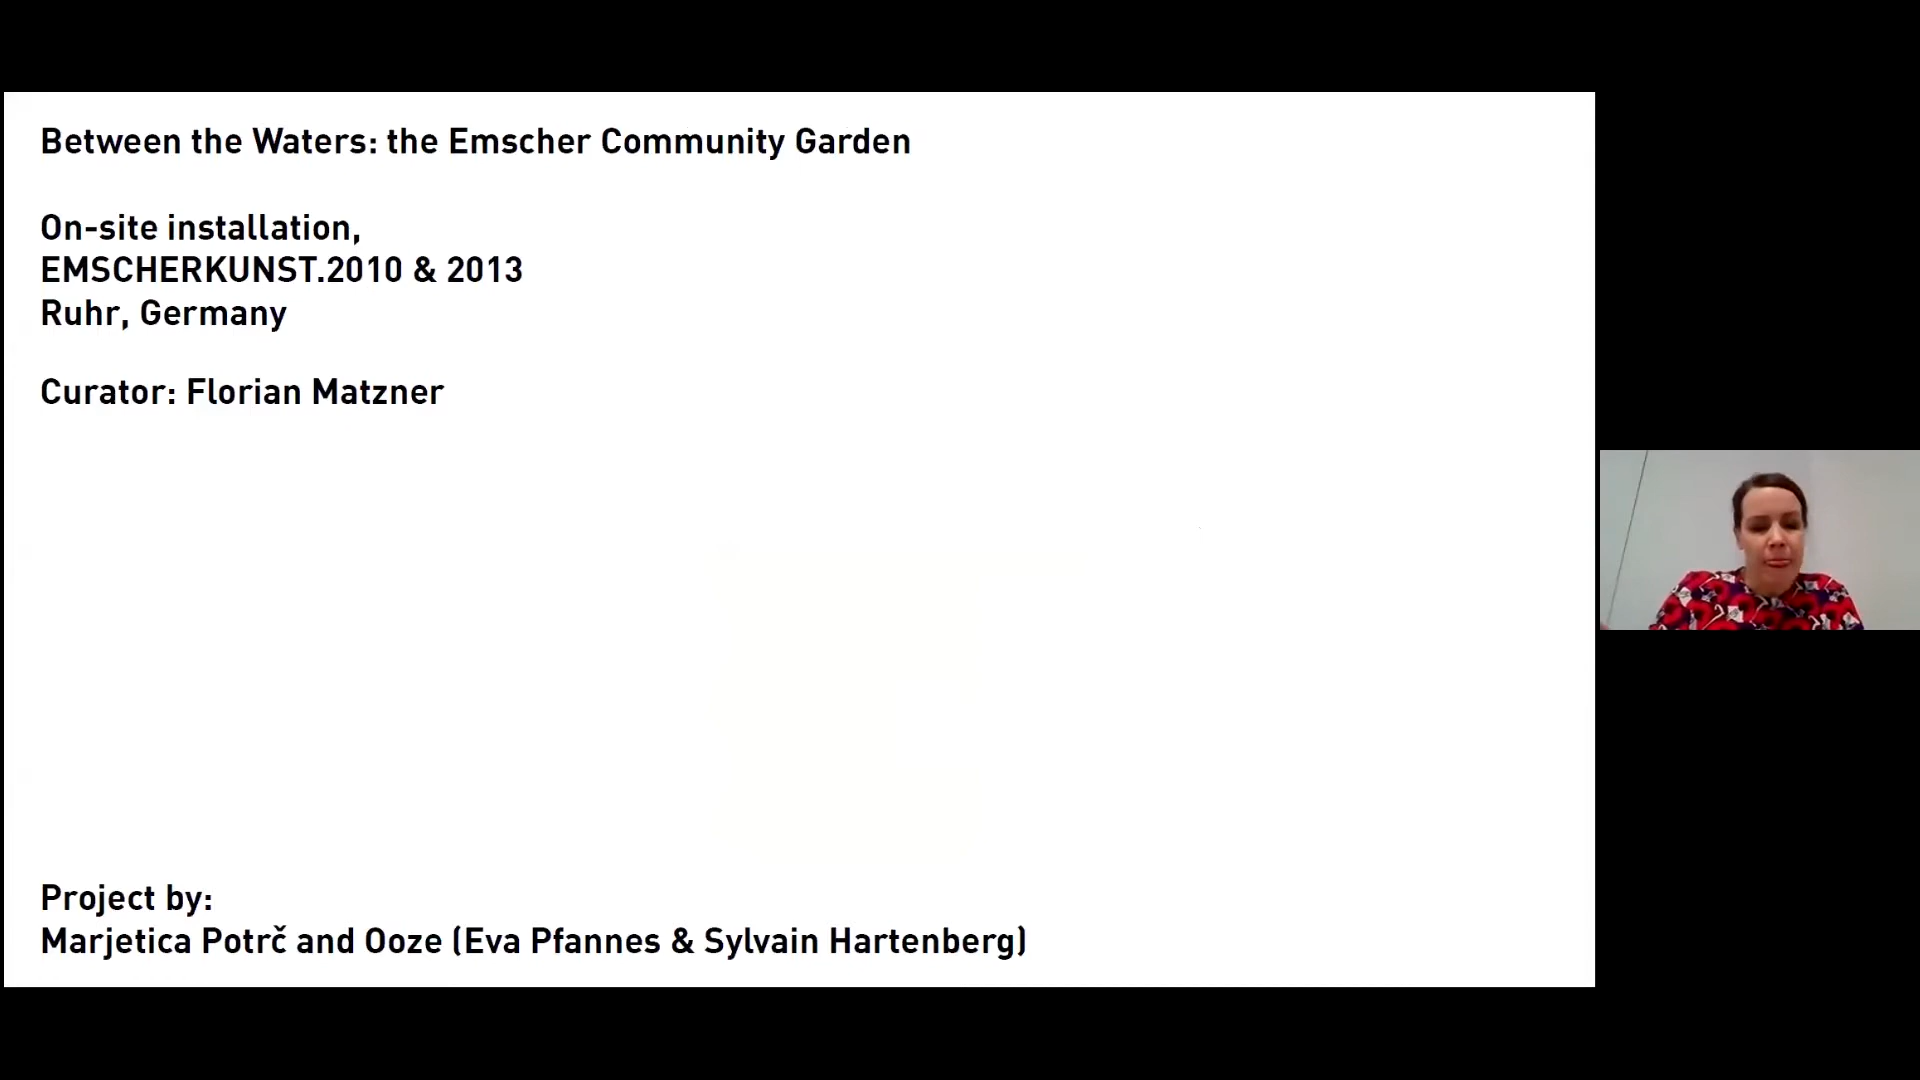 Between the Waters: the Emscher Community Garden
On-site installation,
EMSCHERKUNST.2010 & 2013
Ruhr, Germany
Curator: Florian Matzner
Project by:
Marjetica Potrč and Ooze (Eva Pfannes & Sylvain Hartenberg)